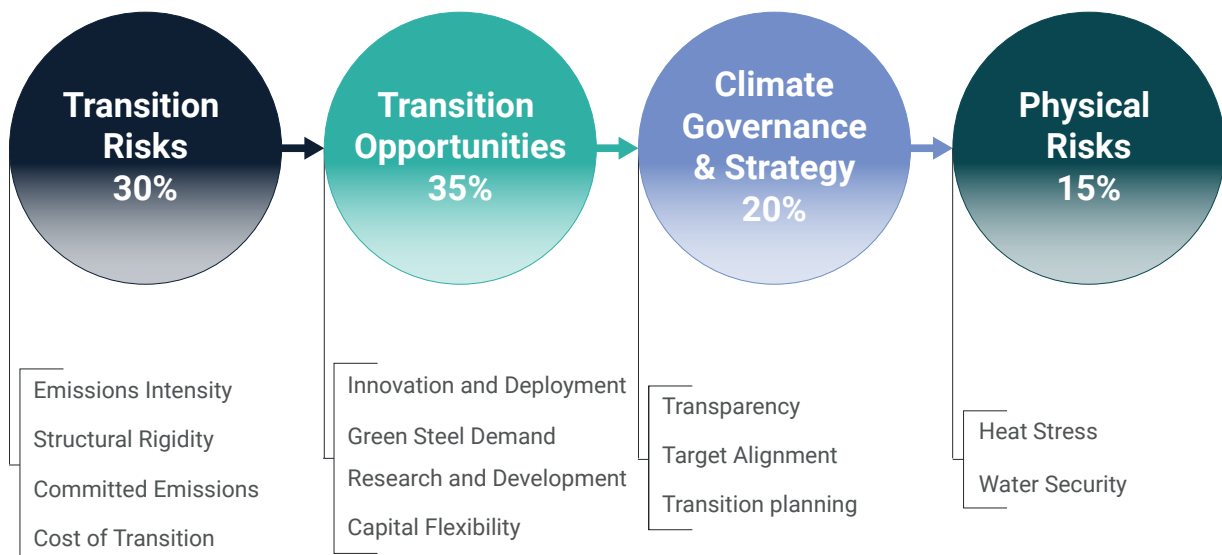 Transition
Risks
30%
Emissions Intensity
Structural Rigidity
Committed Emissions
Cost of Transition
Transition
Opportunities
35%
Innovation and Deployment
Green Steel Demand
Research and Development
Capital Flexibility
Climate
Governance
& Strategy
20%
Transparency
Target Alignment
Transition planning
Physical
Risks
15%
Heat Stress
Water Security